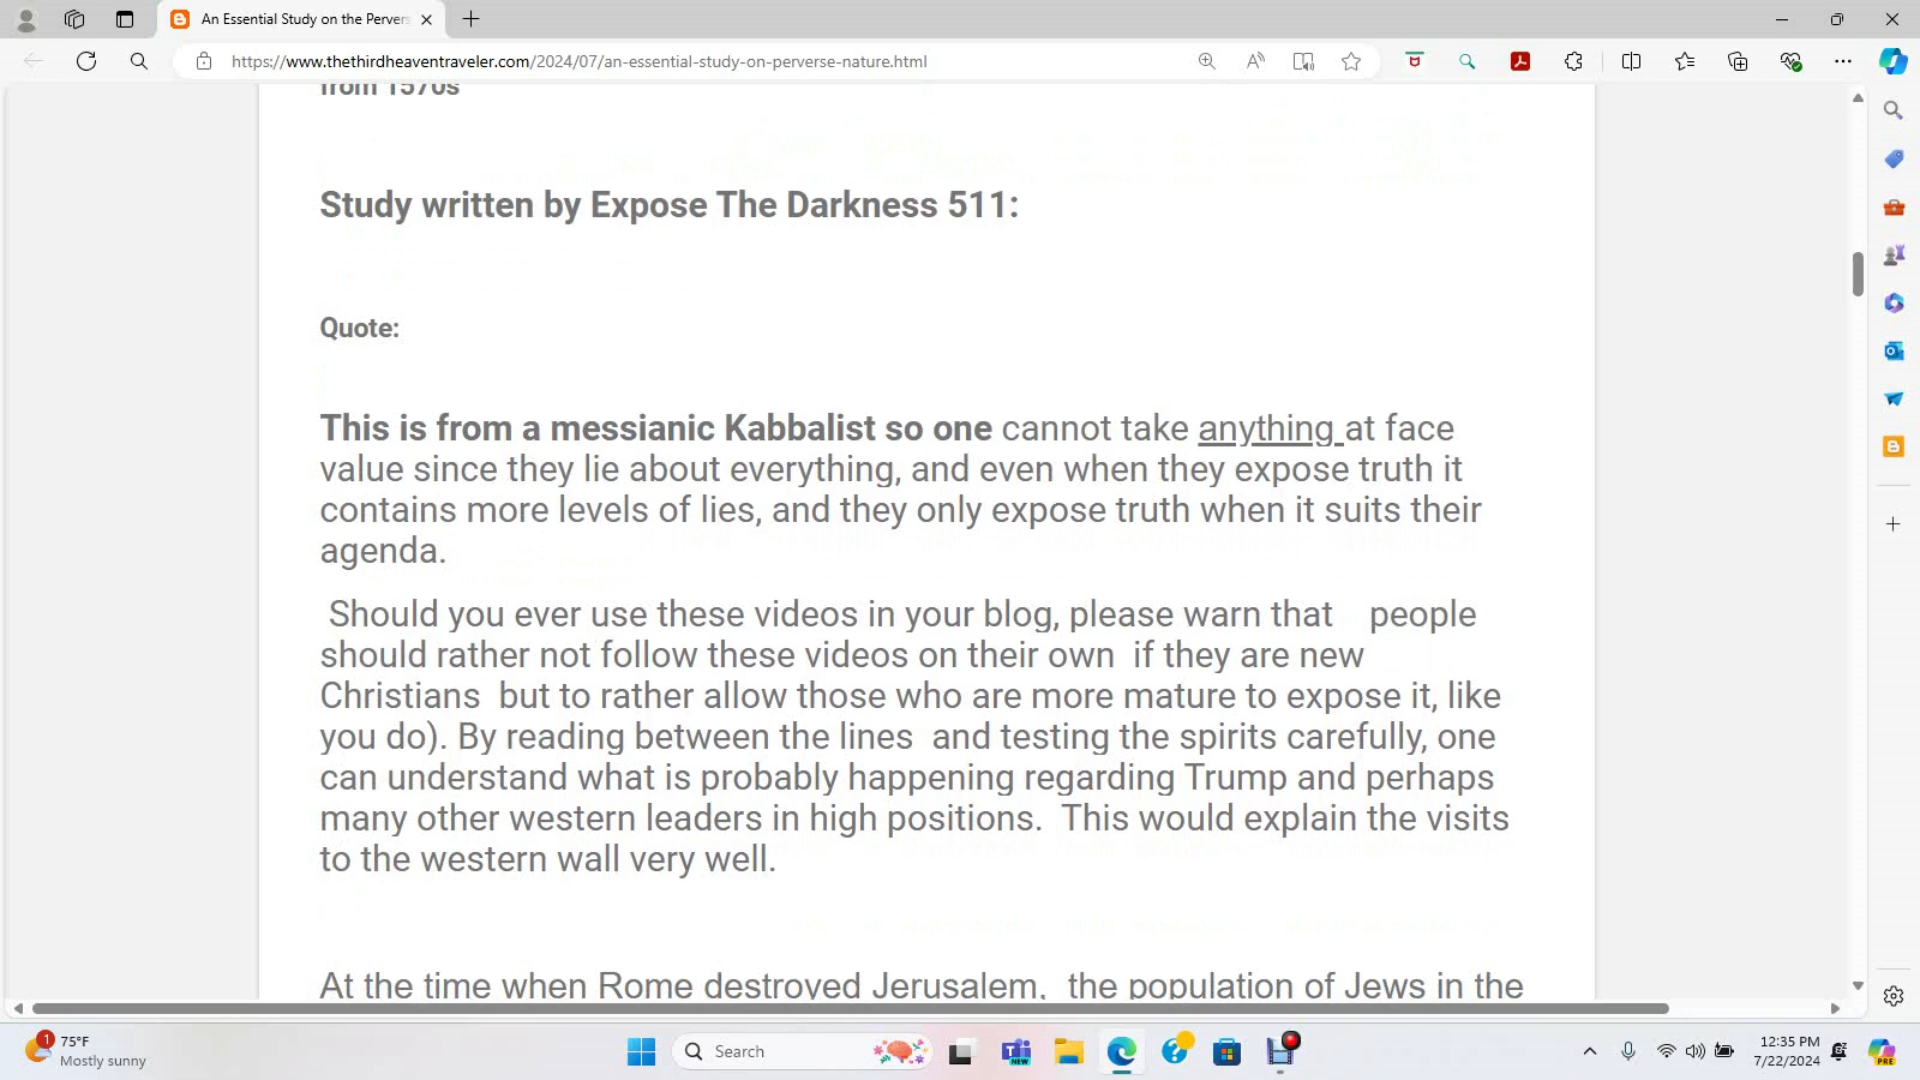 An Essential Study on the Pervers
https://www.thethirdheaventraveler.com/2024/07/an-essential-study-on-perverse-nature.html
from 1570s
Study written by Expose The Darkness 511:
Quote:
This is from a messianic Kabbalist so one cannot take anything at face
value since they lie about everything, and even when they expose truth it
contains more levels of lies, and they only expose truth when it suits their
agenda.
Should you ever use these videos in your blog, please warn that people
should rather not follow these videos on their own if they are new
Christians but to rather allow those who are more mature to expose it, like
you do). By reading between the lines and testing the spirits carefully, one
can understand what is probably happening regarding Trump and perhaps
many other western leaders in high positions. This would explain the visits
to the western wall very well.
At the time when Rome destroyed Jerusalem, the population of Jews in the
1
75°F
Mostly sunny
Search
NEW
12:35 PM
7/22/2024
PRE